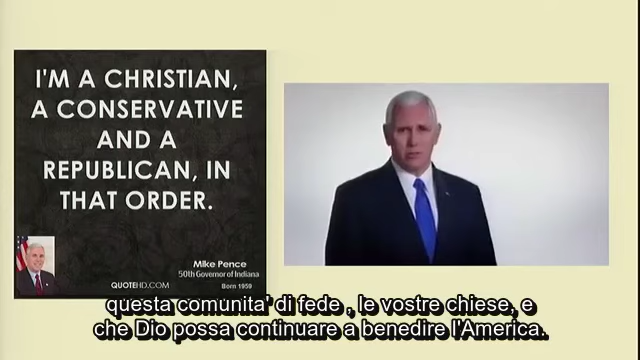 I'M A CHRISTIAN,
A CONSERVATIVE
AND A
REPUBLICAN, IN
THAT ORDER.
Mike Pence
50th Governor of Indiana
Born 1959
QUOTEHD.COM
questa comunita' di fede , le vostre chiese, e
che Dio possa continuare a benedire l'America.